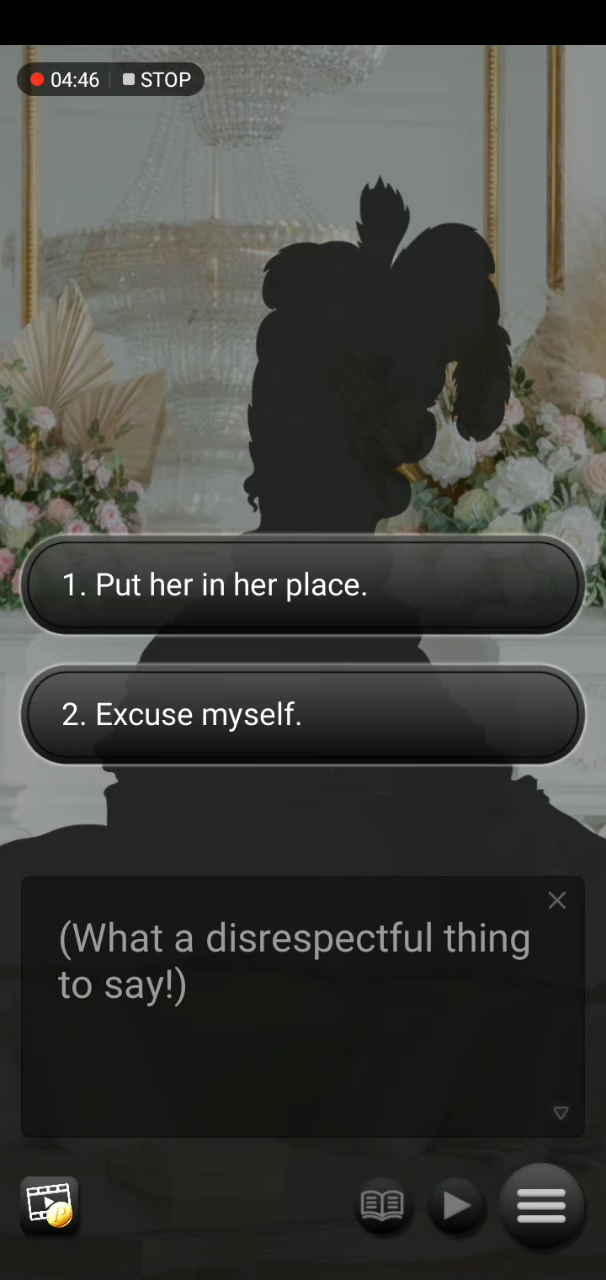 04:46 STOP
1. Put her in her place.
2. Excuse myself.
(What a disrespectful thing
to say!)
P